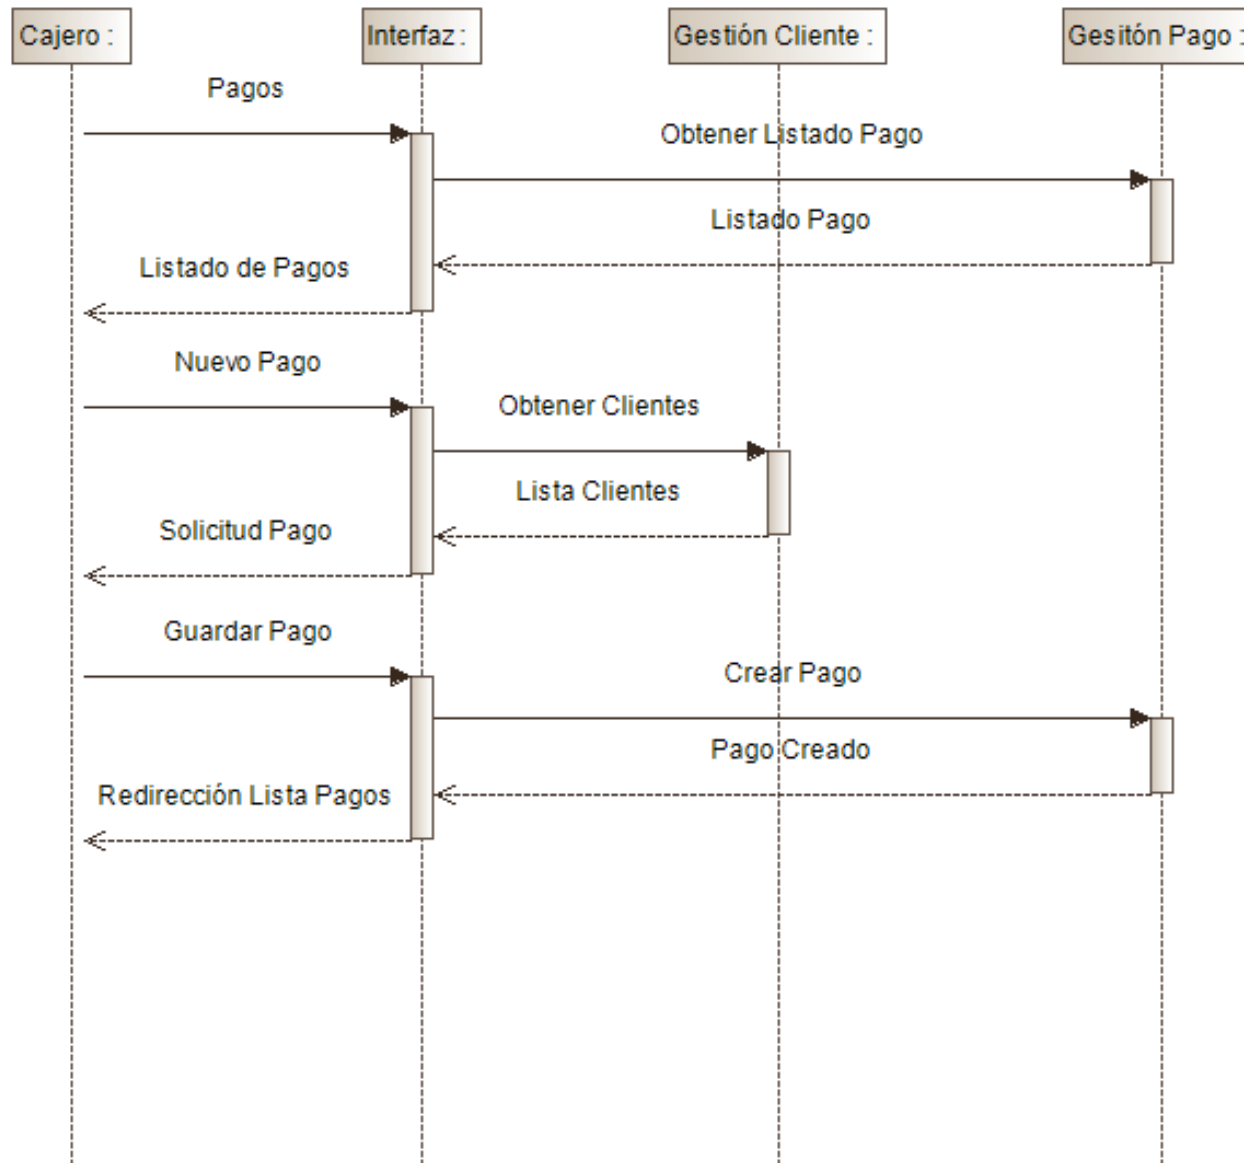 Cajero :
Interfaz :
Gestión Cliente :
Gesitón Pago :
Pagos
Obtener Listado Pago
Listado Pago
Listado de Pagos
Nuevo Pago
Obtener Clientes
Lista Clientes
Solicitud Pago
Guardar Pago
Crear Pago
Pago Creado
Redirección Lista Pagos